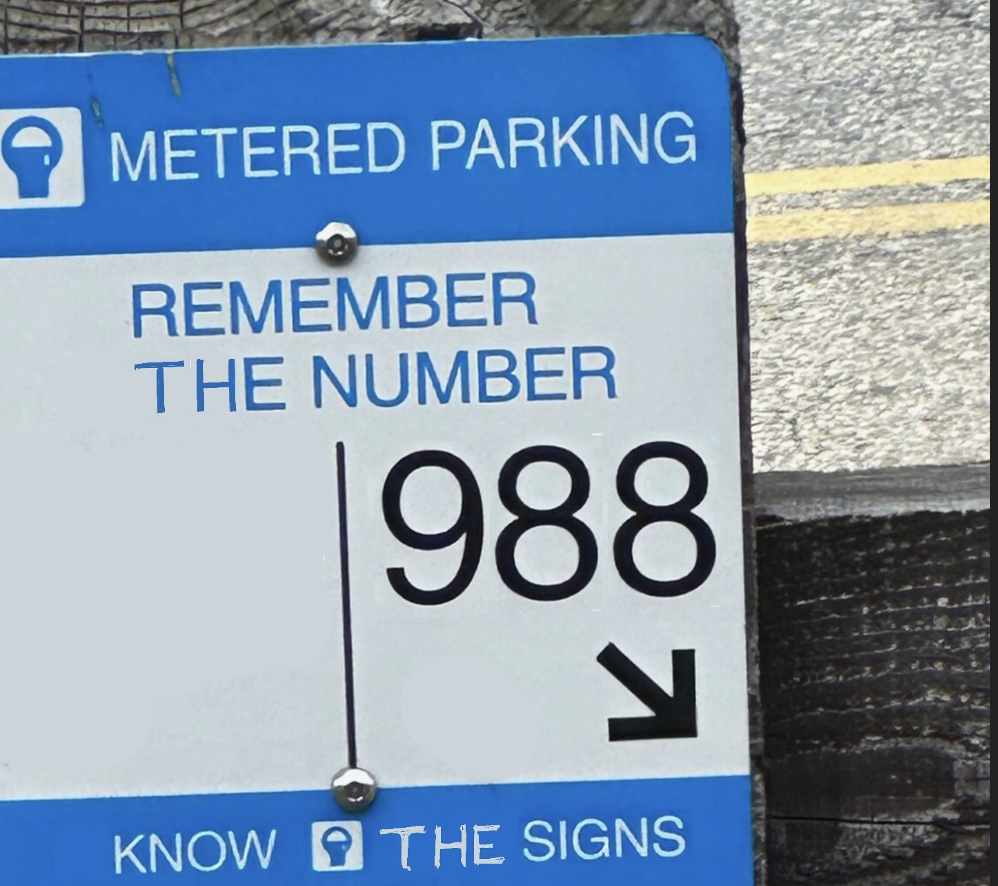 METERED PARKING
REMEMBER
THE NUMBER
988
KNOW THE SIGNS